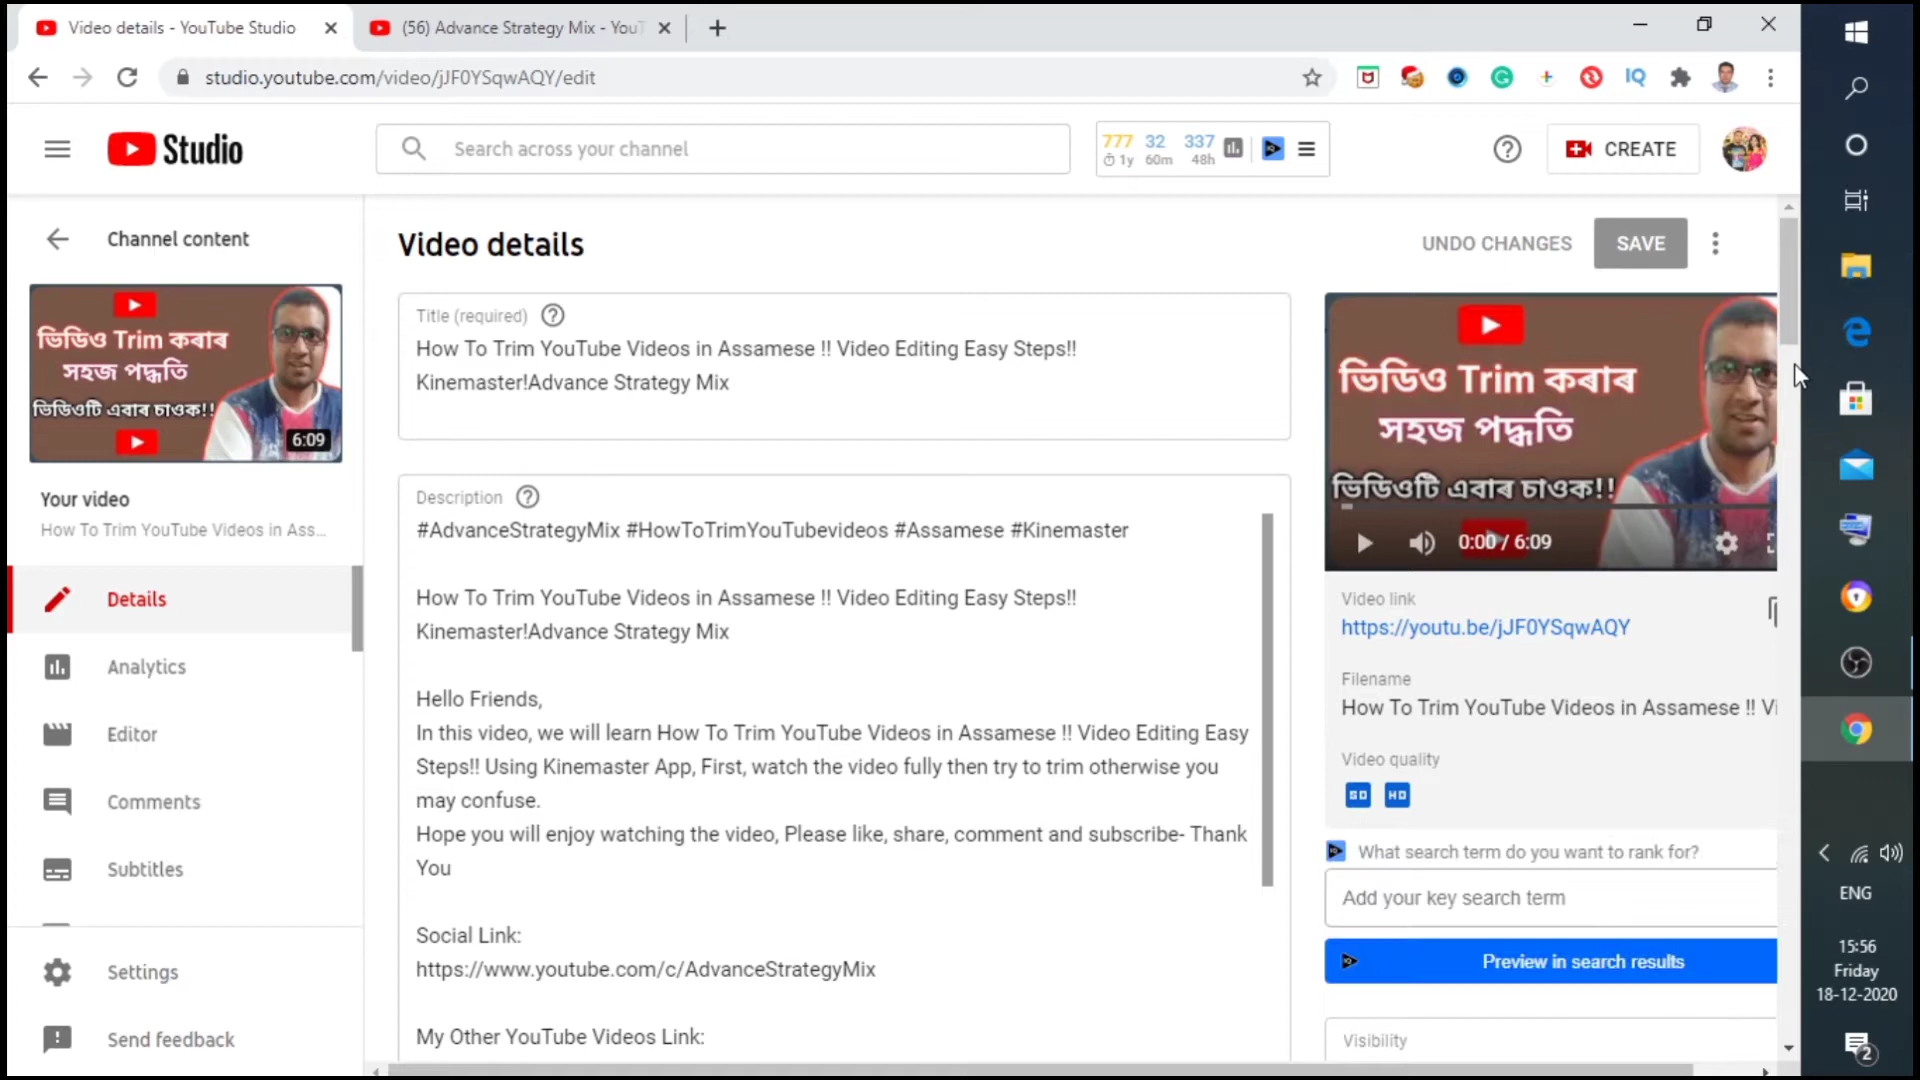 Video details - YouTube Studio
(56) Advance Strategy Mix - YouT
studio.youtube.com/video/jJF0YSqwAQY/edit
IQ
Studio
Search across your channel
777 32 337
1y 60m 48h
CREATE
Channel content
Video details
UNDO CHANGES
SAVE
ভিডিও Trim কৰাৰ
সহজ পদ্ধতি
ভিডিওটি এবাৰ চাওক!!
6:09
Your video
How To Trim YouTube Videos in Ass...
Details
Analytics
Editor
Comments
Subtitles
Settings
Send feedback
Title (required)
How To Trim YouTube Videos in Assamese !! Video Editing Easy Steps!!
Kinemaster!Advance Strategy Mix
Description
#AdvanceStrategyMix #HowToTrimYouTubevideos #Assamese #Kinemaster
How To Trim YouTube Videos in Assamese !! Video Editing Easy Steps!!
Kinemaster!Advance Strategy Mix
Hello Friends,
In this video, we will learn How To Trim YouTube Videos in Assamese !! Video Editing Easy
Steps!! Using Kinemaster App, First, watch the video fully then try to trim otherwise you
may confuse.
Hope you will enjoy watching the video, Please like, share, comment and subscribe- Thank
You
Social Link:
https://www.youtube.com/c/AdvanceStrategyMix
My Other YouTube Videos Link:
ভিডিও Trim কৰাৰ
সহজ পদ্ধতি
ভিডিওটি এবাৰ চাওক!!
0:00 / 6:09
Video link
https://youtu.be/jJF0YSqwAQY
Filename
How To Trim YouTube Videos in Assamese !! Vi
Video quality
SD HD
What search term do you want to rank for?
Add your key search term
Preview in search results
Visibility
ENG
15:56
Friday
18-12-2020
2